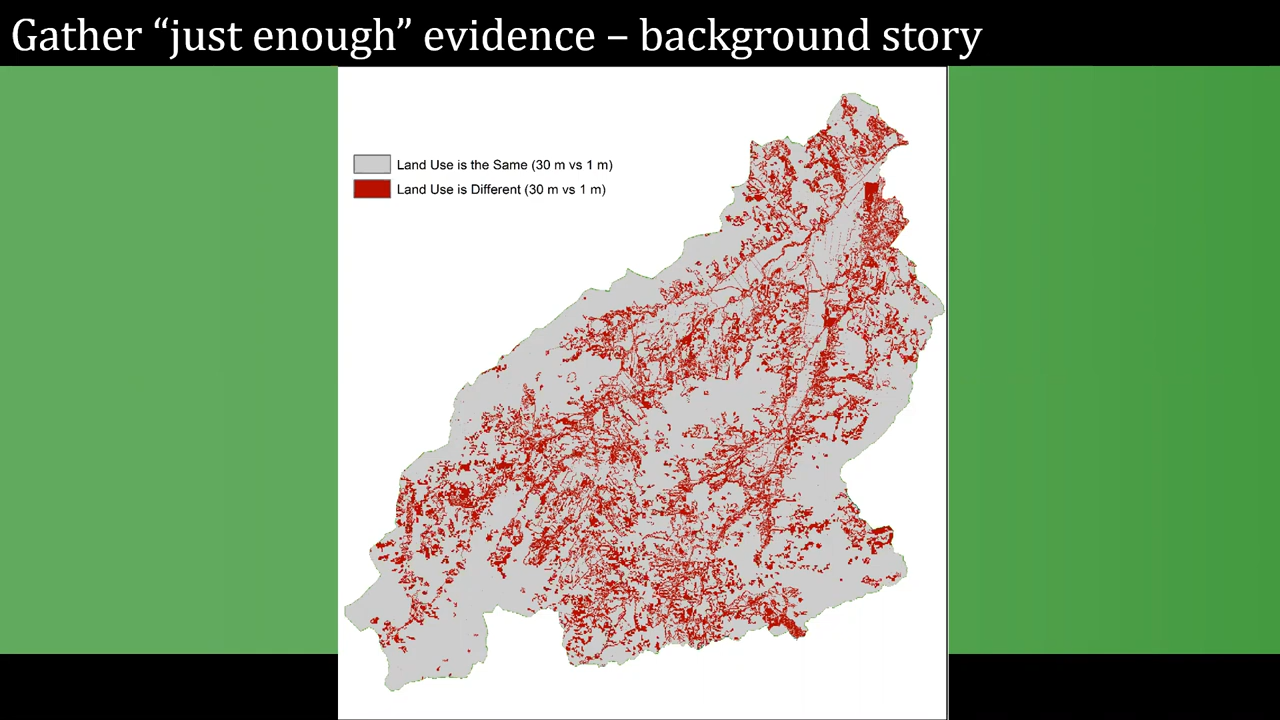 Gather “just enough” evidence – background story
Land Use is the Same (30 m vs 1 m)
Land Use is Different (30 m vs 1 m)